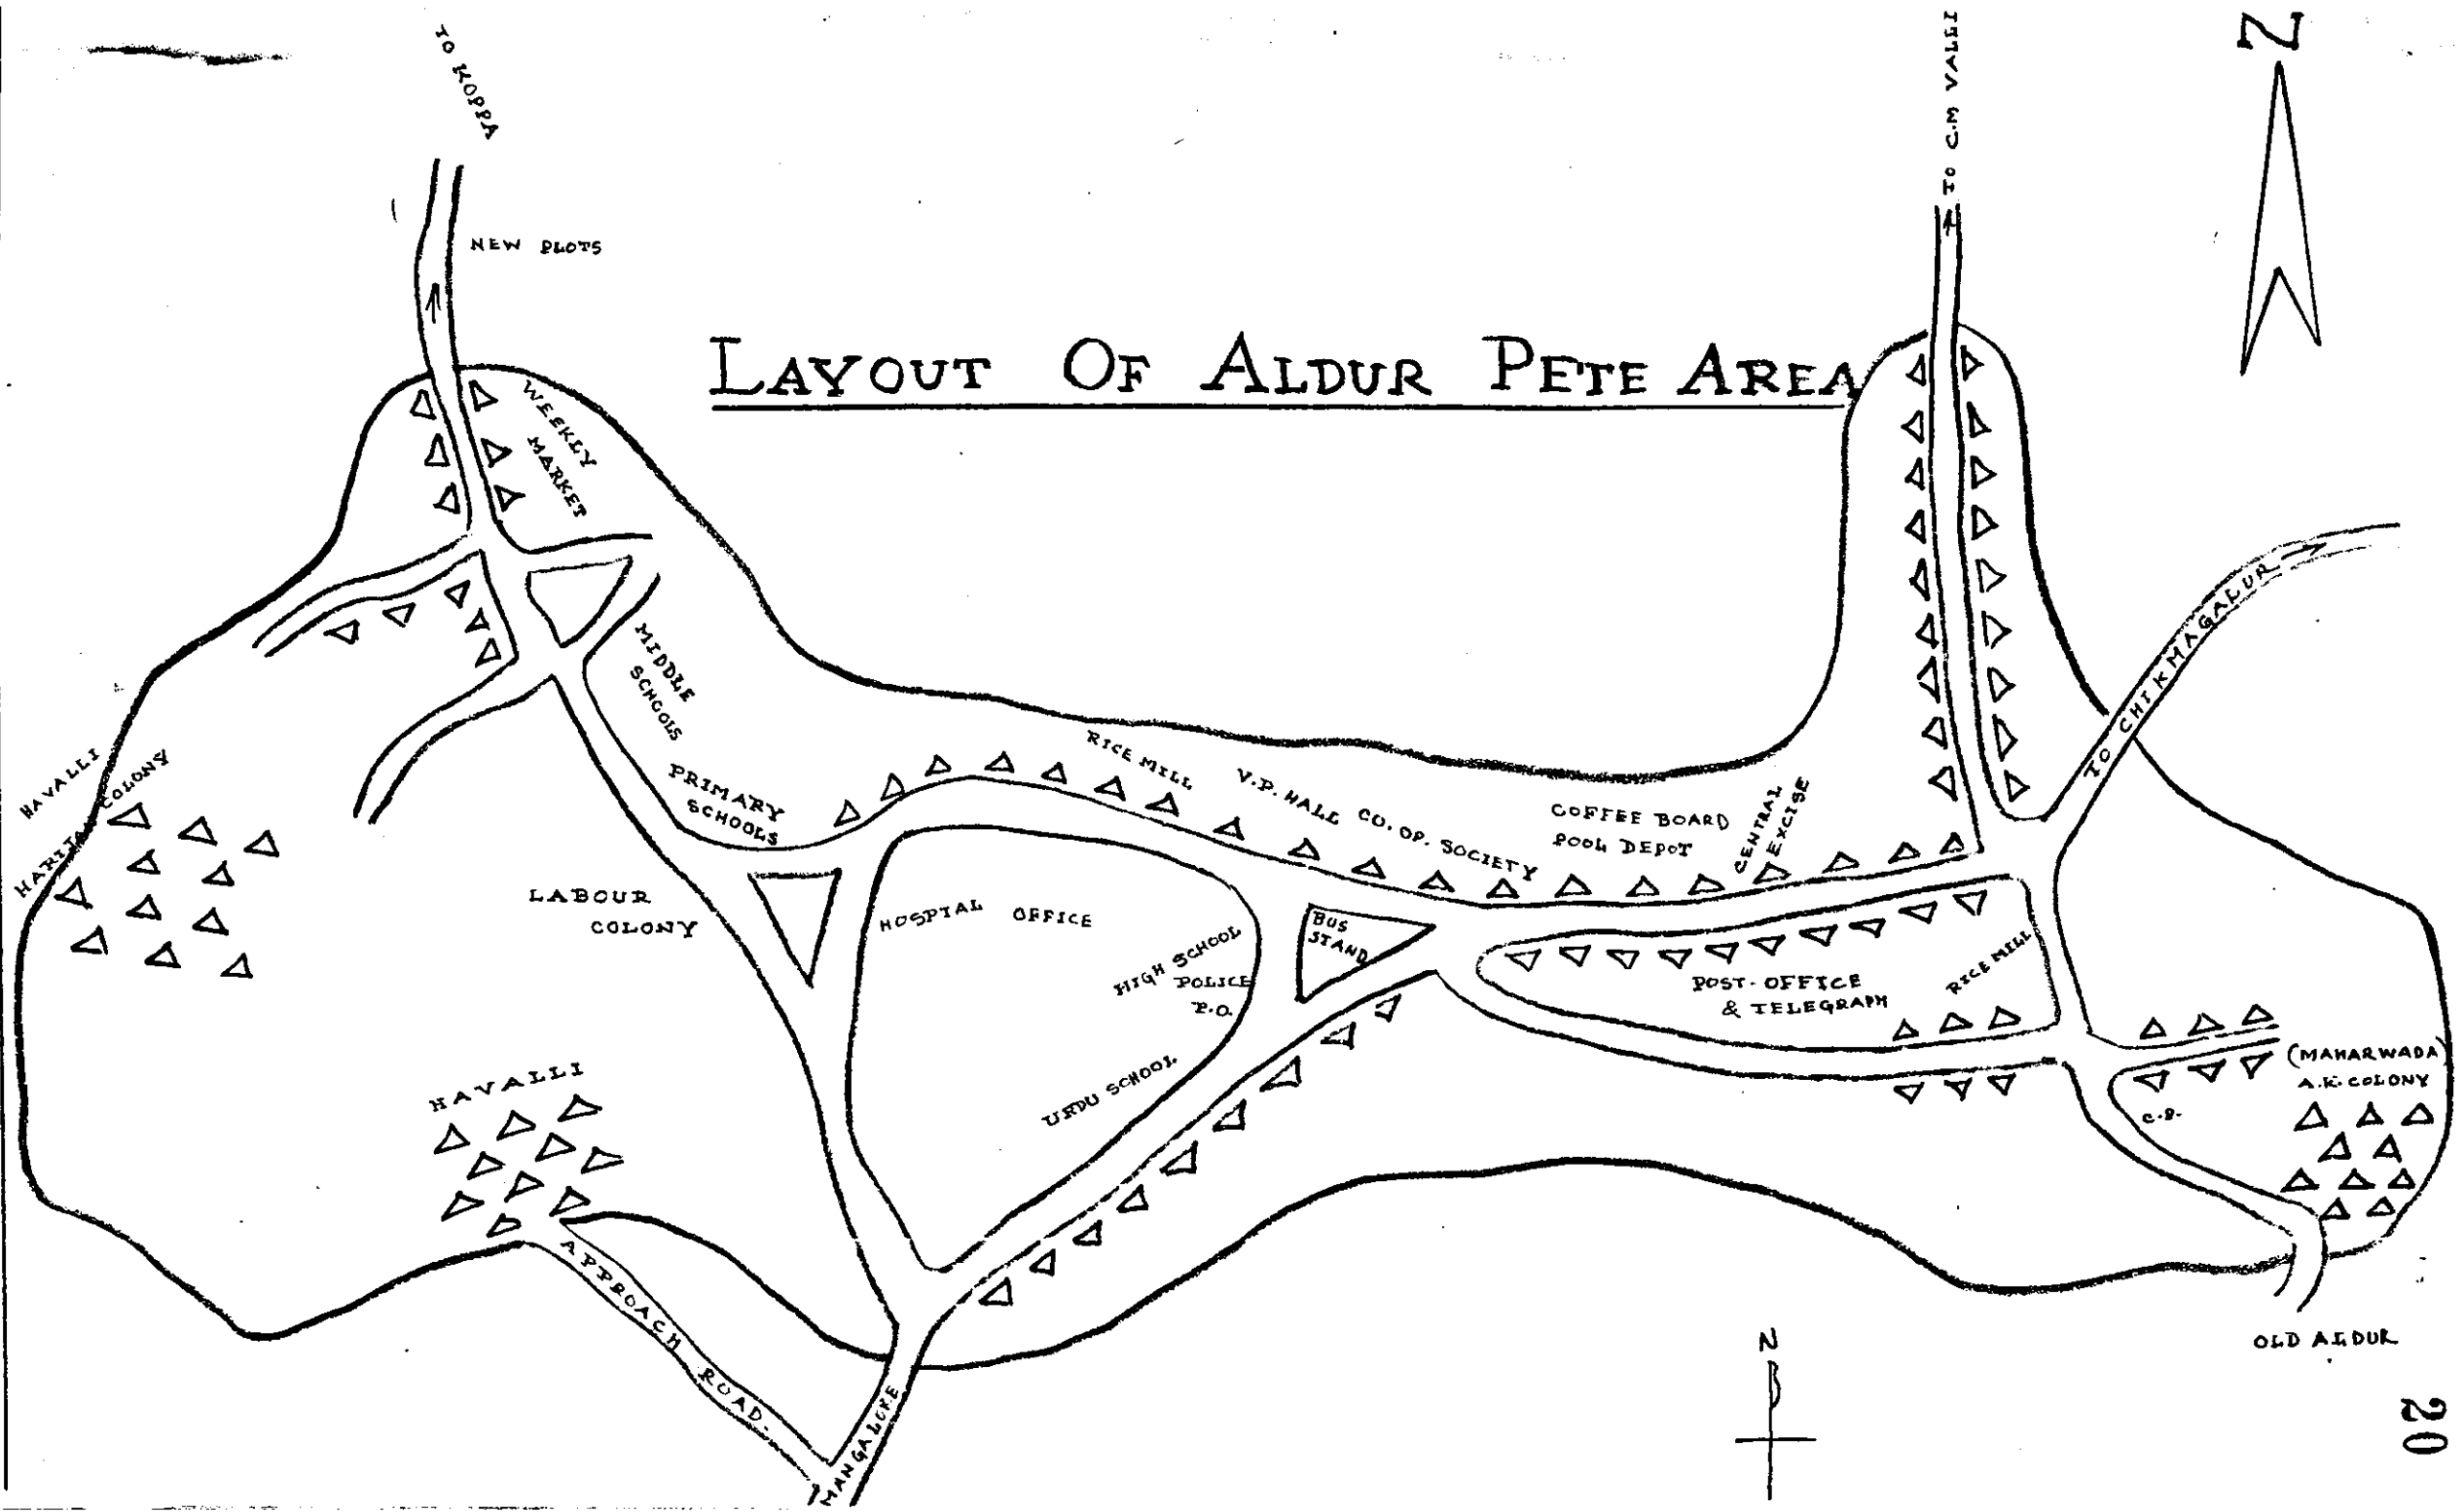 TO KOPPA
TO C.M VALLI
N
NEW PLOTS
LAYOUT OF ALDUR PETE AREA
WEEKLY
MARKET
TO CHIKMAGALUR
MIDDLE
SCHOOLS
PRIMARY
SCHOOLS
RICE MILL
V.P. HALL
CO. OP. SOCIETY
COFFEE BOARD
POOL DEPOT
CENTRAL
EXCISE
HAVALLI
HARIJAN COLONY
LABOUR
COLONY
HOSPTAL OFFICE
HIGH SCHOOL
POLICE
P.O.
URDU SCHOOL
BUS
STAND
POST-OFFICE
& TELEGRAPH
RICE MILL
(MAHARWADA)
A.K. COLONY
C.P.
HAVALLI
APPROACH ROAD.
MANGALORE
N
OLD ALDUR
20